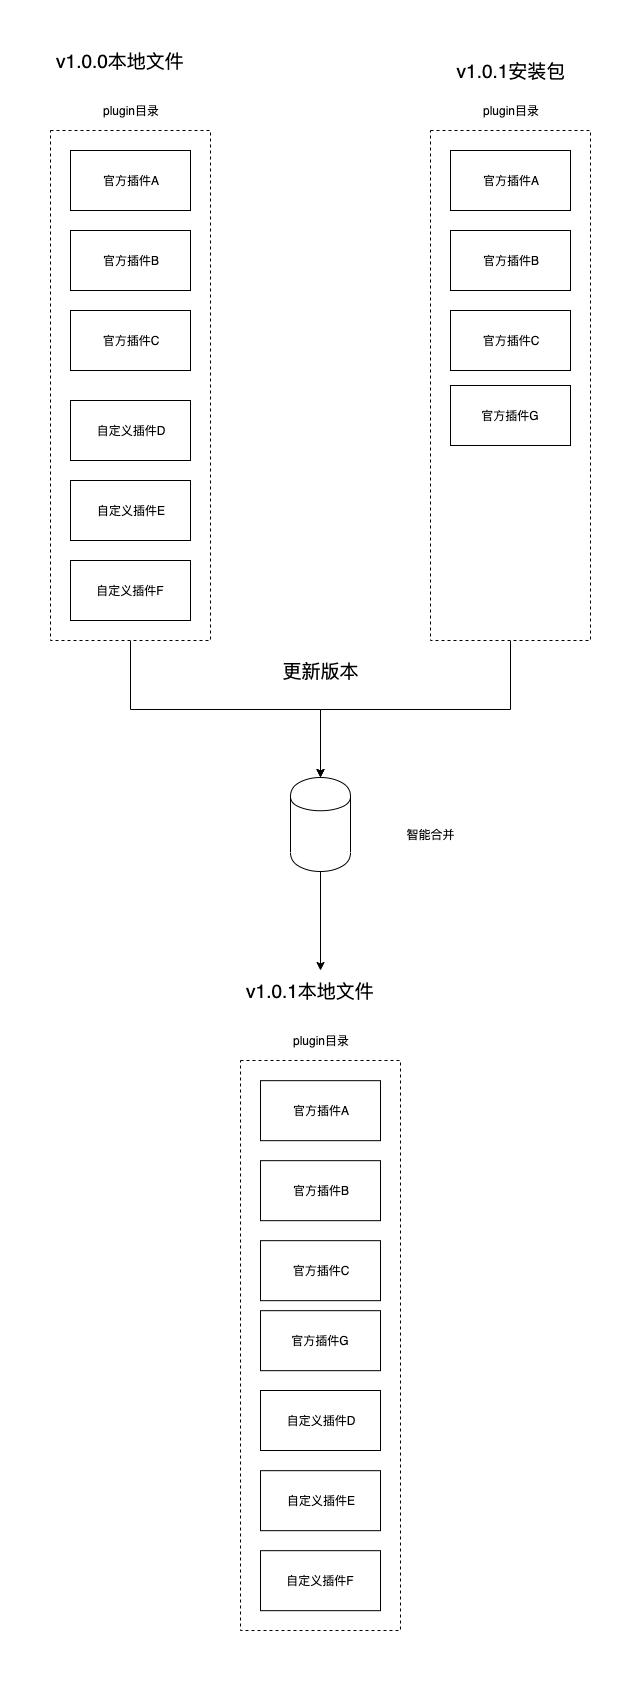 v1.0.0本地文件
plugin目录
官方插件A
官方插件B
官方插件C
自定义插件D
自定义插件E
自定义插件F
v1.0.1安装包
plugin目录
官方插件A
官方插件B
官方插件C
官方插件G
更新版本
智能合并
v1.0.1本地文件
plugin目录
官方插件A
官方插件B
官方插件C
官方插件G
自定义插件D
自定义插件E
自定义插件F